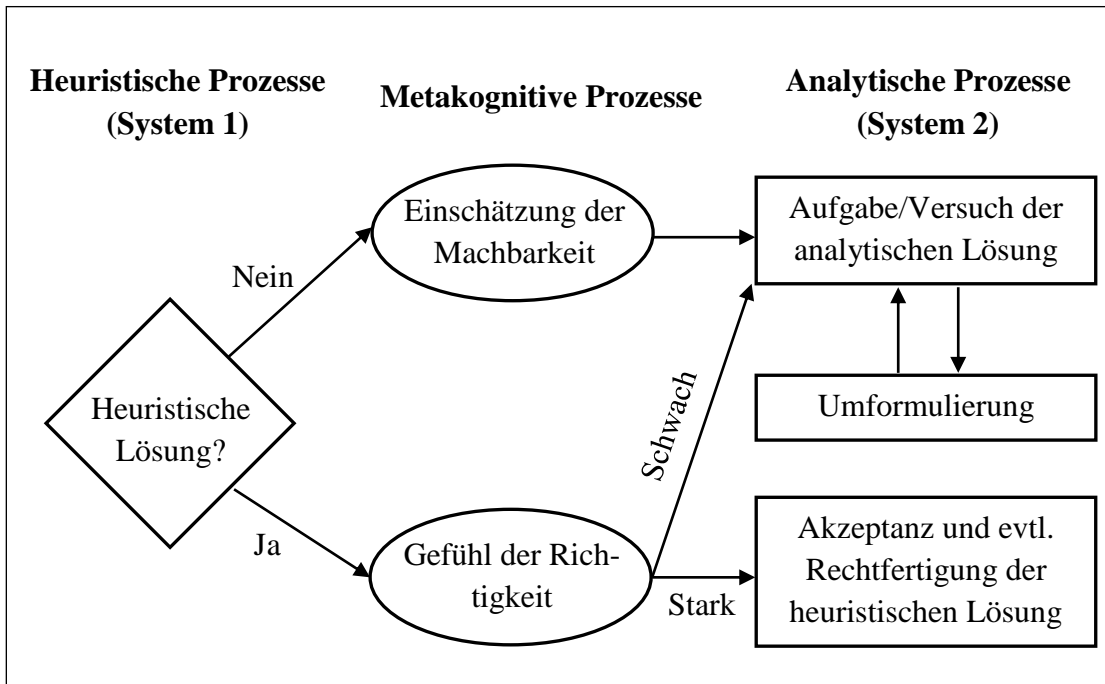 Heuristische Prozesse
(System 1)
Metakognitive Prozesse
Analytische Prozesse
(System 2)
Einschätzung der
Machbarkeit
Aufgabe/Versuch der
analytischen Lösung
Nein
Heuristische
Lösung?
Umformulierung
Schwach
Ja
Gefühl der Rich-
tigkeit
Stark
Akzeptanz und evtl.
Rechtfertigung der
heuristischen Lösung